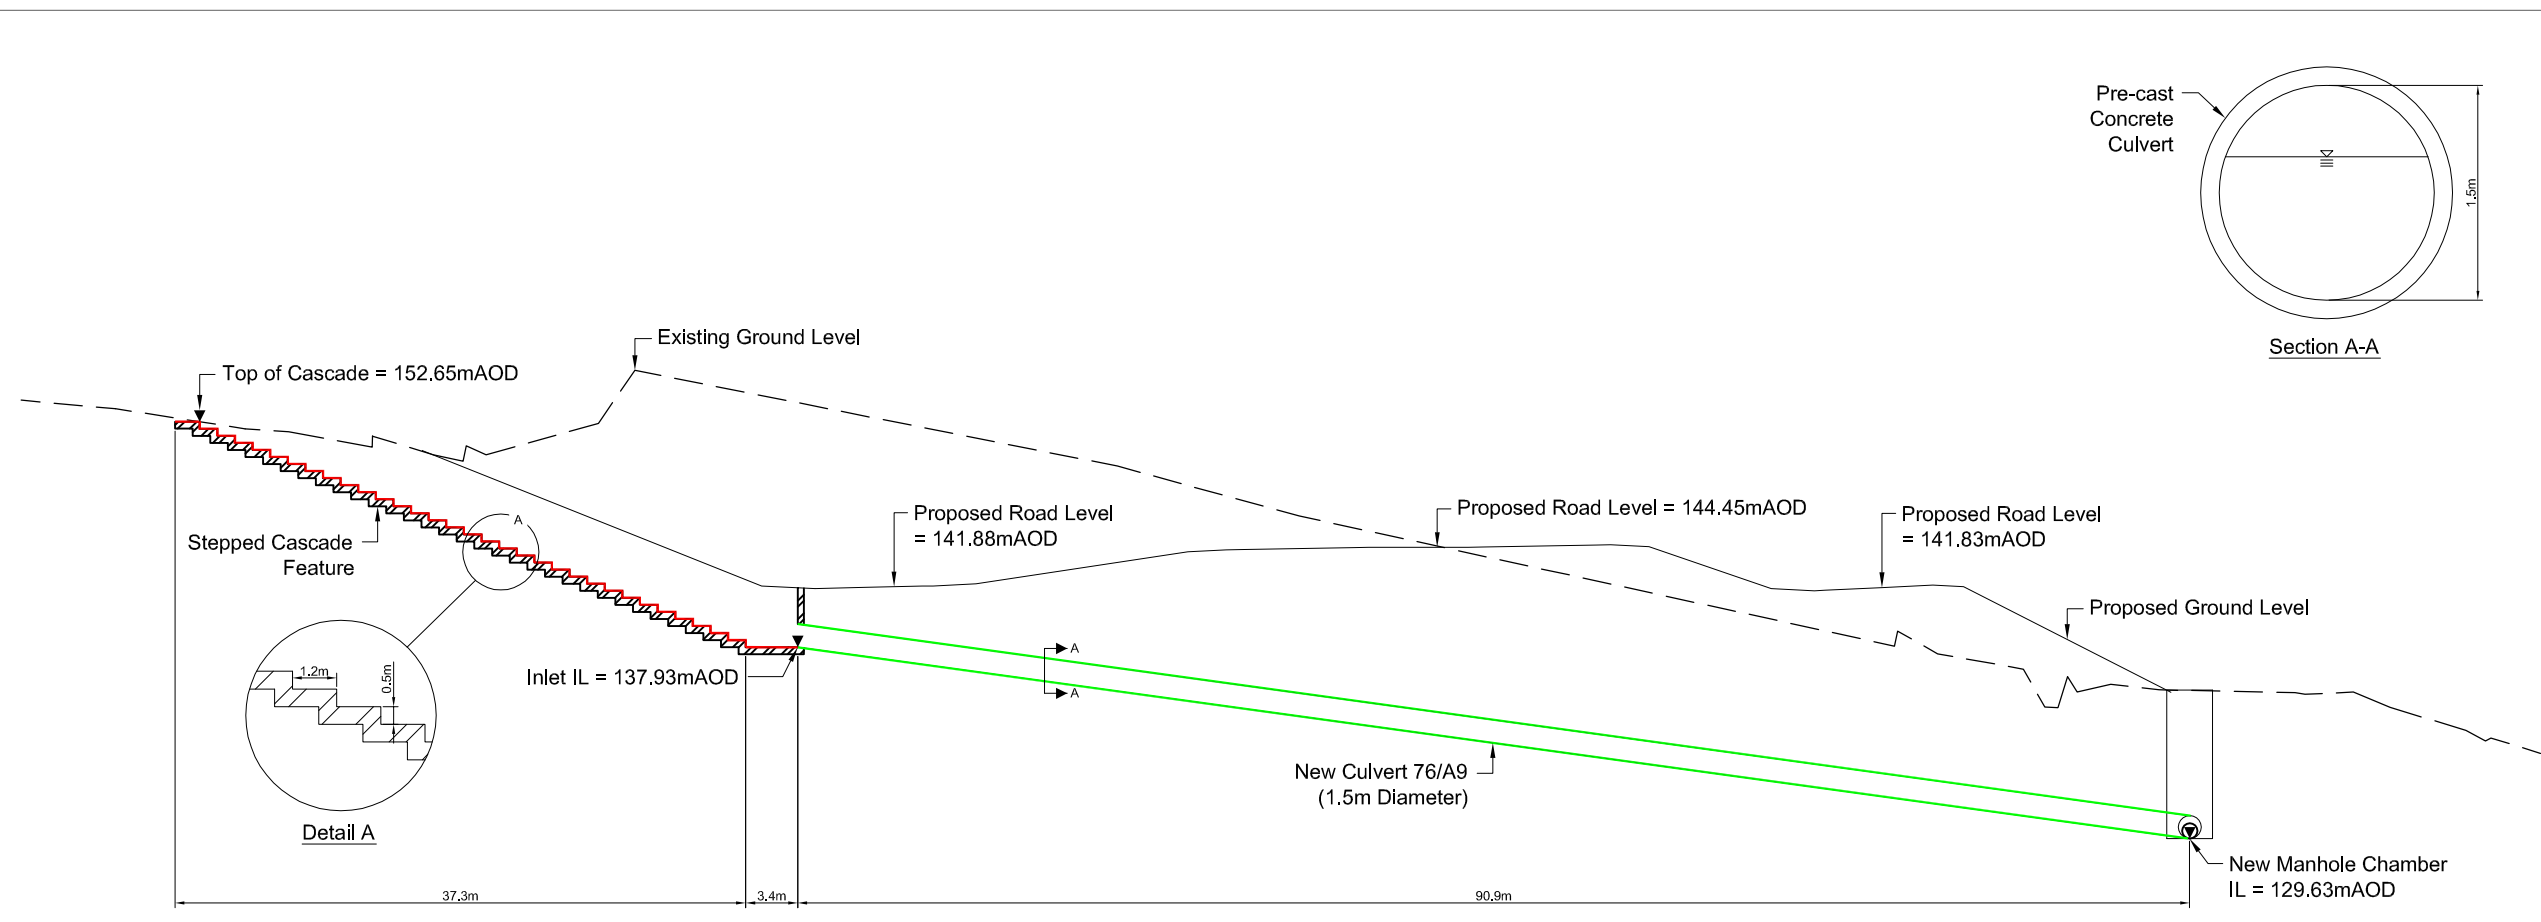 Pre-cast
Concrete
Culvert
1.5m
Section A-A
Existing Ground Level
Top of Cascade = 152.65mAOD
Proposed Road Level
= 141.88mAOD
Proposed Road Level = 144.45mAOD
Proposed Road Level
= 141.83mAOD
A
Stepped Cascade
Feature
Proposed Ground Level
A
A
Inlet IL = 137.93mAOD
1.2m
0.5m
New Culvert 76/A9
(1.5m Diameter)
Detail A
New Manhole Chamber
IL = 129.63mAOD
37.3m
3.4m
90.9m